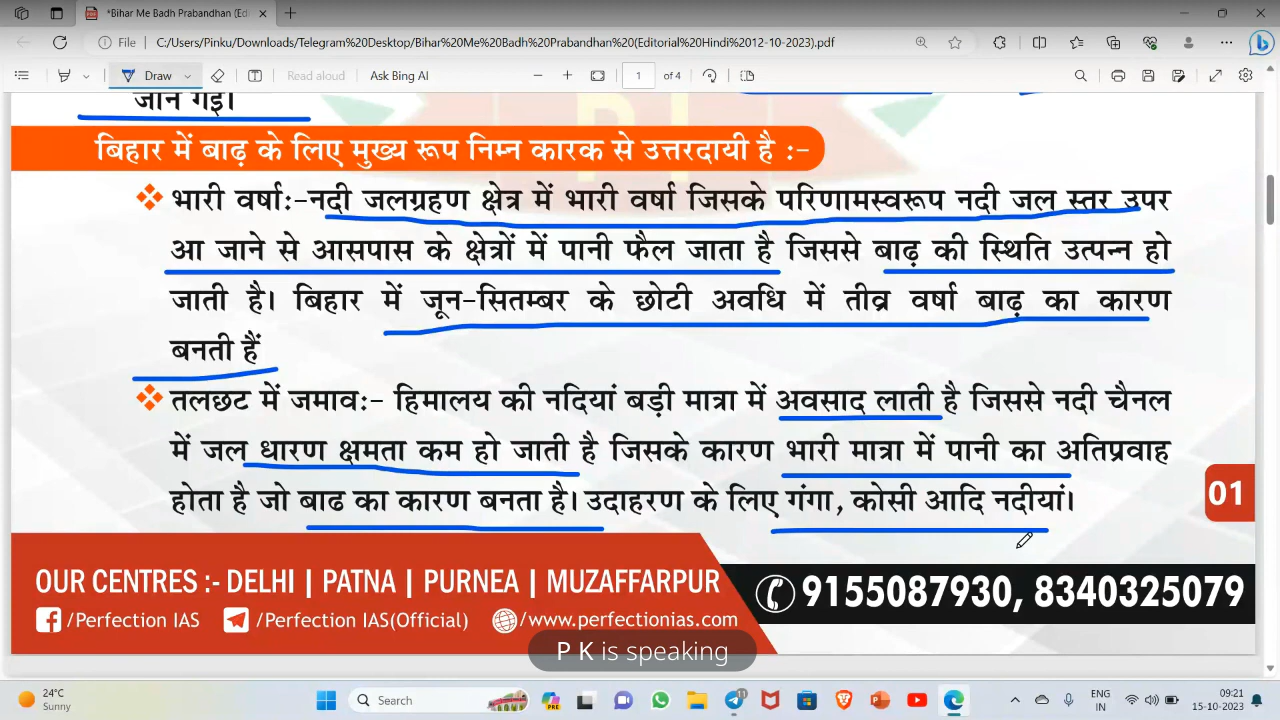 *Bihar Me Badh Prabandhan (Edi
File C:/Users/Pinku/Downloads/Telegram%20Desktop/Bihar%20Me%20Badh%20Prabandhan%20(Editorial%20Hindi%2012-10-2023).pdf
Draw Read aloud Ask Bing AI 1 of 4
जान गई।
PI
बिहार में बाढ़ के लिए मुख्य रूप निम्न कारक से उत्तरदायी है :-
भारी वर्षाः-नदी जलग्रहण क्षेत्र में भारी वर्षा जिसके परिणामस्वरूप नदी जल स्तर उपर
आ जाने से आसपास के क्षेत्रों में पानी फैल जाता है जिससे बाढ़ की स्थिति उत्पन्न हो
जाती है। बिहार में जून-सितम्बर के छोटी अवधि में तीव्र वर्षा बाढ़ का कारण
बनती हैं
तलछट में जमावः- हिमालय की नदियां बड़ी मात्रा में अवसाद लाती है जिससे नदी चैनल
में जल धारण क्षमता कम हो जाती है जिसके कारण भारी मात्रा में पानी का अतिप्रवाह
होता है जो बाढ का कारण बनता है। उदाहरण के लिए गंगा, कोसी आदि नदीयां।
01
OUR CENTRES :- DELHI | PATNA | PURNEA | MUZAFFARPUR
9155087930, 8340325079
/Perfection IAS /Perfection IAS(Official) /www.perfectionias.com
P K is speaking
24°C
Sunny
Search
PRE
11
ENG
IN
09:21
15-10-2023